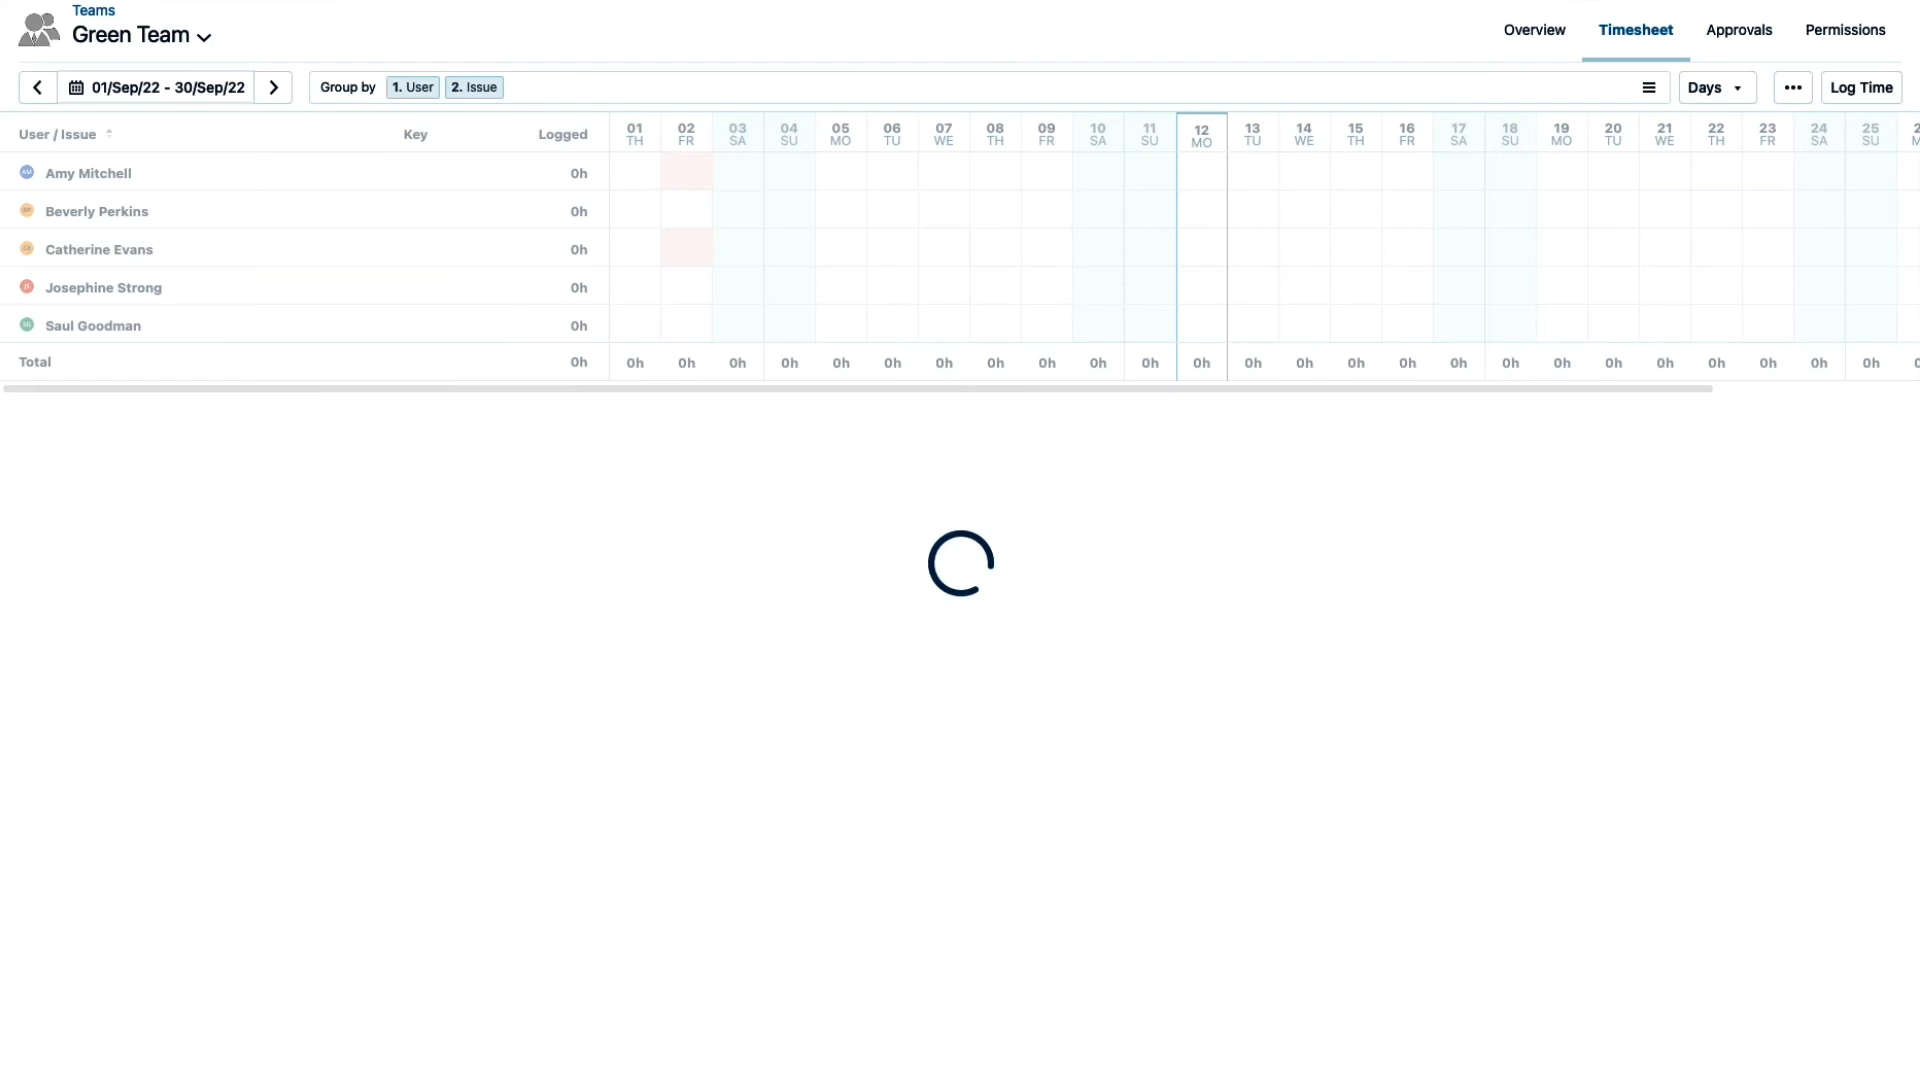 Teams
Green Team
Overview Timesheet Approvals Permissions
01/Sep/22 - 30/Sep/22 Group by 1. User 2. Issue Days Log Time
User / Issue Key Logged 01 02 03 04 05 06 07 08 09 10 11 12 13 14 15 16 17 18 19 20 21 22 23 24 25
TH FR SA SU MO TU WE TH FR SA SU MO TU WE TH FR SA SU MO TU WE TH FR SA SU
AM Amy Mitchell 0h
BP Beverly Perkins 0h
CE Catherine Evans 0h
JS Josephine Strong 0h
SG Saul Goodman 0h
Total 0h 0h 0h 0h 0h 0h 0h 0h 0h 0h 0h 0h 0h 0h 0h 0h 0h 0h 0h 0h 0h 0h 0h 0h 0h 0h